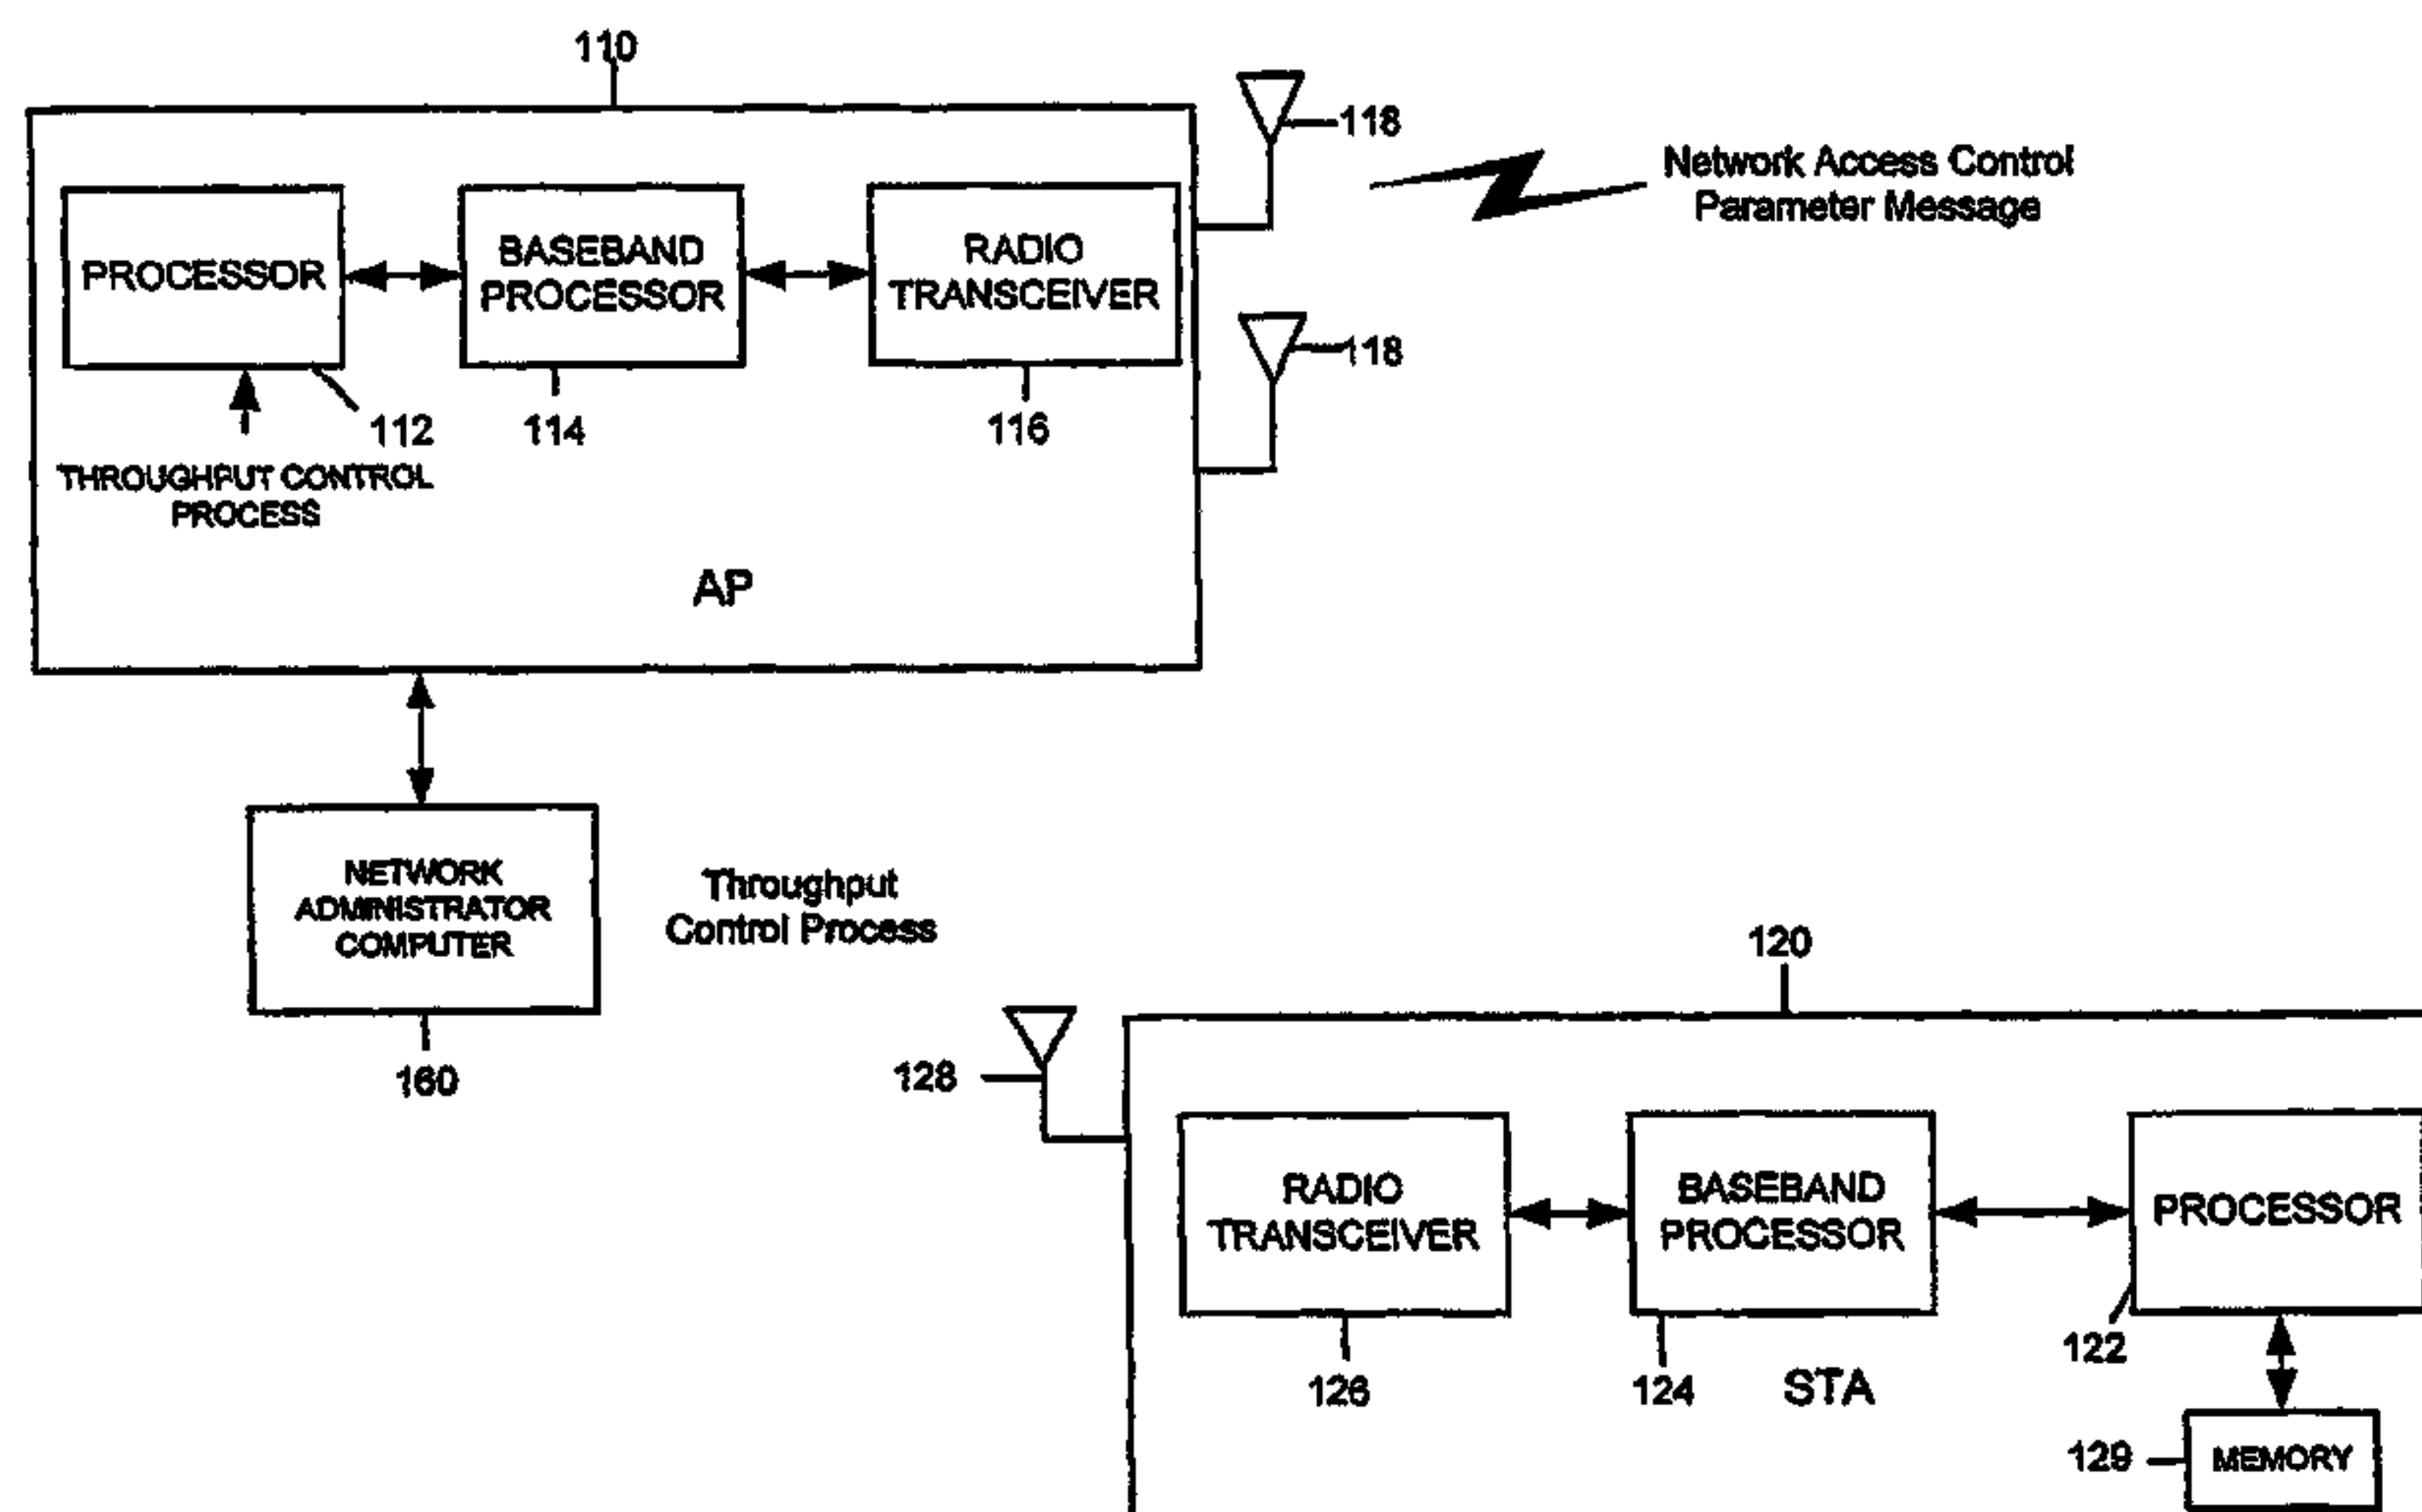 110
118
Network Access Control
Parameter Message
PROCESSOR
BASEBAND
PROCESSOR
RADIO
TRANSCEIVER
118
112
114
116
THROUGHPUT CONTROL
PROCESS
AP
NETWORK
ADMINISTRATOR
COMPUTER
Throughput
Control Process
160
120
128
RADIO
TRANSCEIVER
BASEBAND
PROCESSOR
PROCESSOR
126
124
STA
122
129
MEMORY